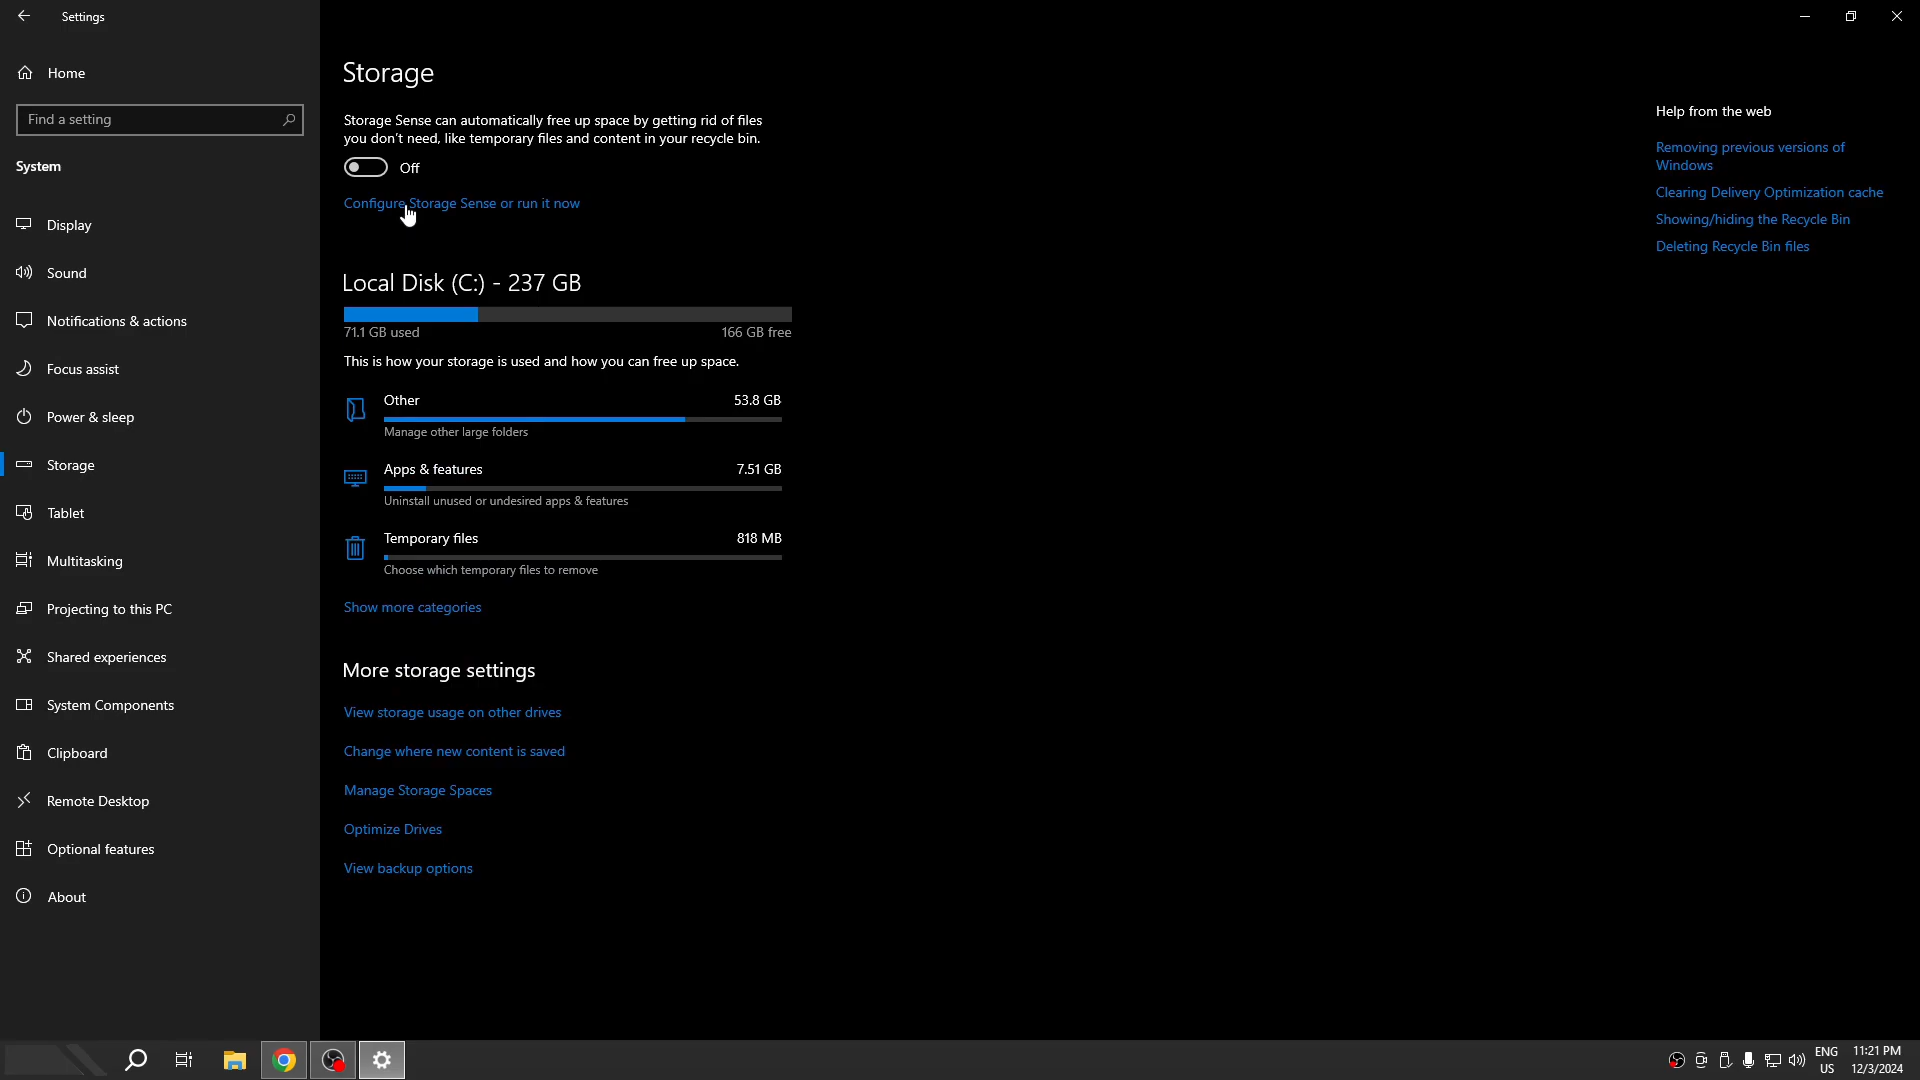 Settings
Home
Find a setting
System
Display
Sound
Notifications & actions
Focus assist
Power & sleep
Storage
Tablet
Multitasking
Projecting to this PC
Shared experiences
System Components
Clipboard
Remote Desktop
Optional features
About
Storage
Storage Sense can automatically free up space by getting rid of files
you don't need, like temporary files and content in your recycle bin.
Off
Configure Storage Sense or run it now
Local Disk (C:) - 237 GB
71.1 GB used
166 GB free
This is how your storage is used and how you can free up space.
Other
53.8 GB
Manage other large folders
Apps & features
7.51 GB
Uninstall unused or undesired apps & features
Temporary files
818 MB
Choose which temporary files to remove
Show more categories
More storage settings
View storage usage on other drives
Change where new content is saved
Manage Storage Spaces
Optimize Drives
View backup options
Help from the web
Removing previous versions of
Windows
Clearing Delivery Optimization cache
Showing/hiding the Recycle Bin
Deleting Recycle Bin files
ENG
US
11:21 PM
12/3/2024